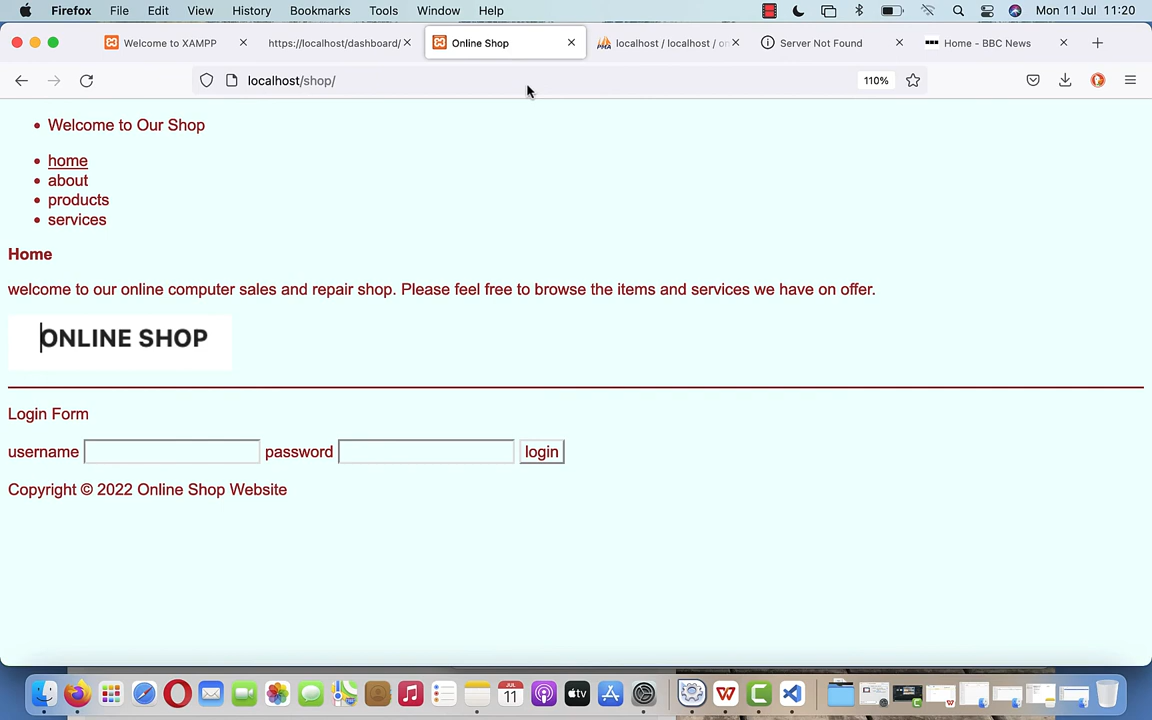 Firefox File Edit View History Bookmarks Tools Window Help Mon 11 Jul 11:20
Welcome to XAMPP https://localhost/dashboard/ Online Shop localhost / localhost / on Server Not Found Home - BBC News
localhost/shop/ 110%
Welcome to Our Shop
home
about
products
services
Home
welcome to our online computer sales and repair shop. Please feel free to browse the items and services we have on offer.
ONLINE SHOP
Login Form
username password login
Copyright © 2022 Online Shop Website
JUL
11
tv